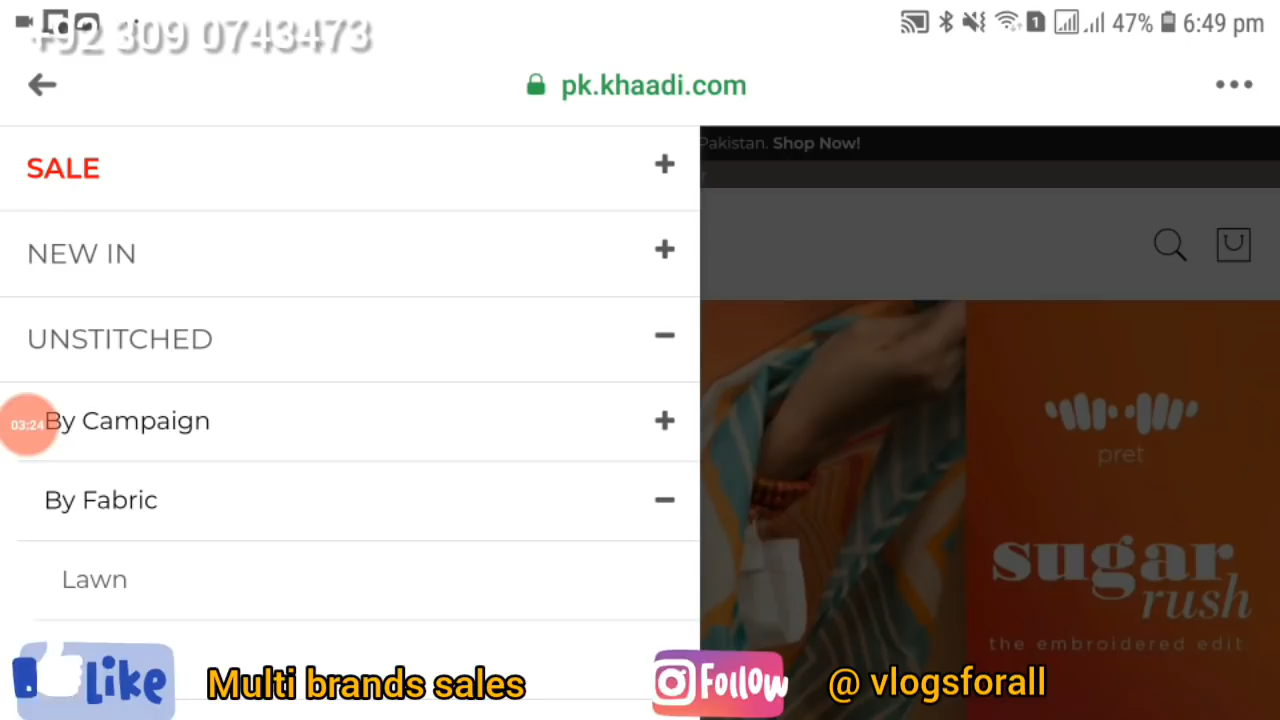 +92 309 0743473
1 47% 6:49 pm
pk.khaadi.com
Pakistan. Shop Now!
SALE
NEW IN
UNSTITCHED
03:24
By Campaign
By Fabric
Lawn
pret
sugar
rush
the embroidered edit
Like
Multi brands sales
Follow
@ vlogsforall